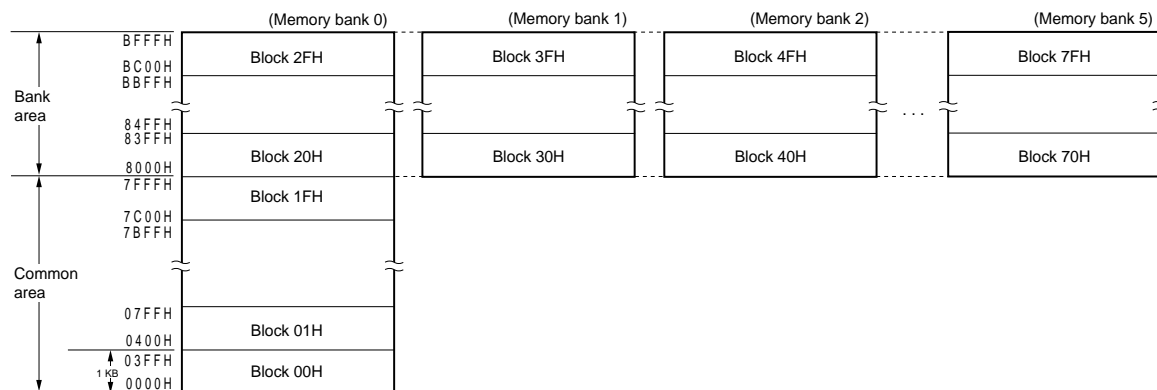 (Memory bank 0) (Memory bank 1) (Memory bank 2) (Memory bank 5)
BFFFH
Block 2FH Block 3FH Block 4FH Block 7FH
BC00H
BBFFH
Bank
area
. . .
84FFH
83FFH
Block 20H Block 30H Block 40H Block 70H
8000H
7FFFH
Block 1FH
7C00H
7BFFH
Common
area
07FFH
Block 01H
0400H
03FFH
1 KB
Block 00H
0000H